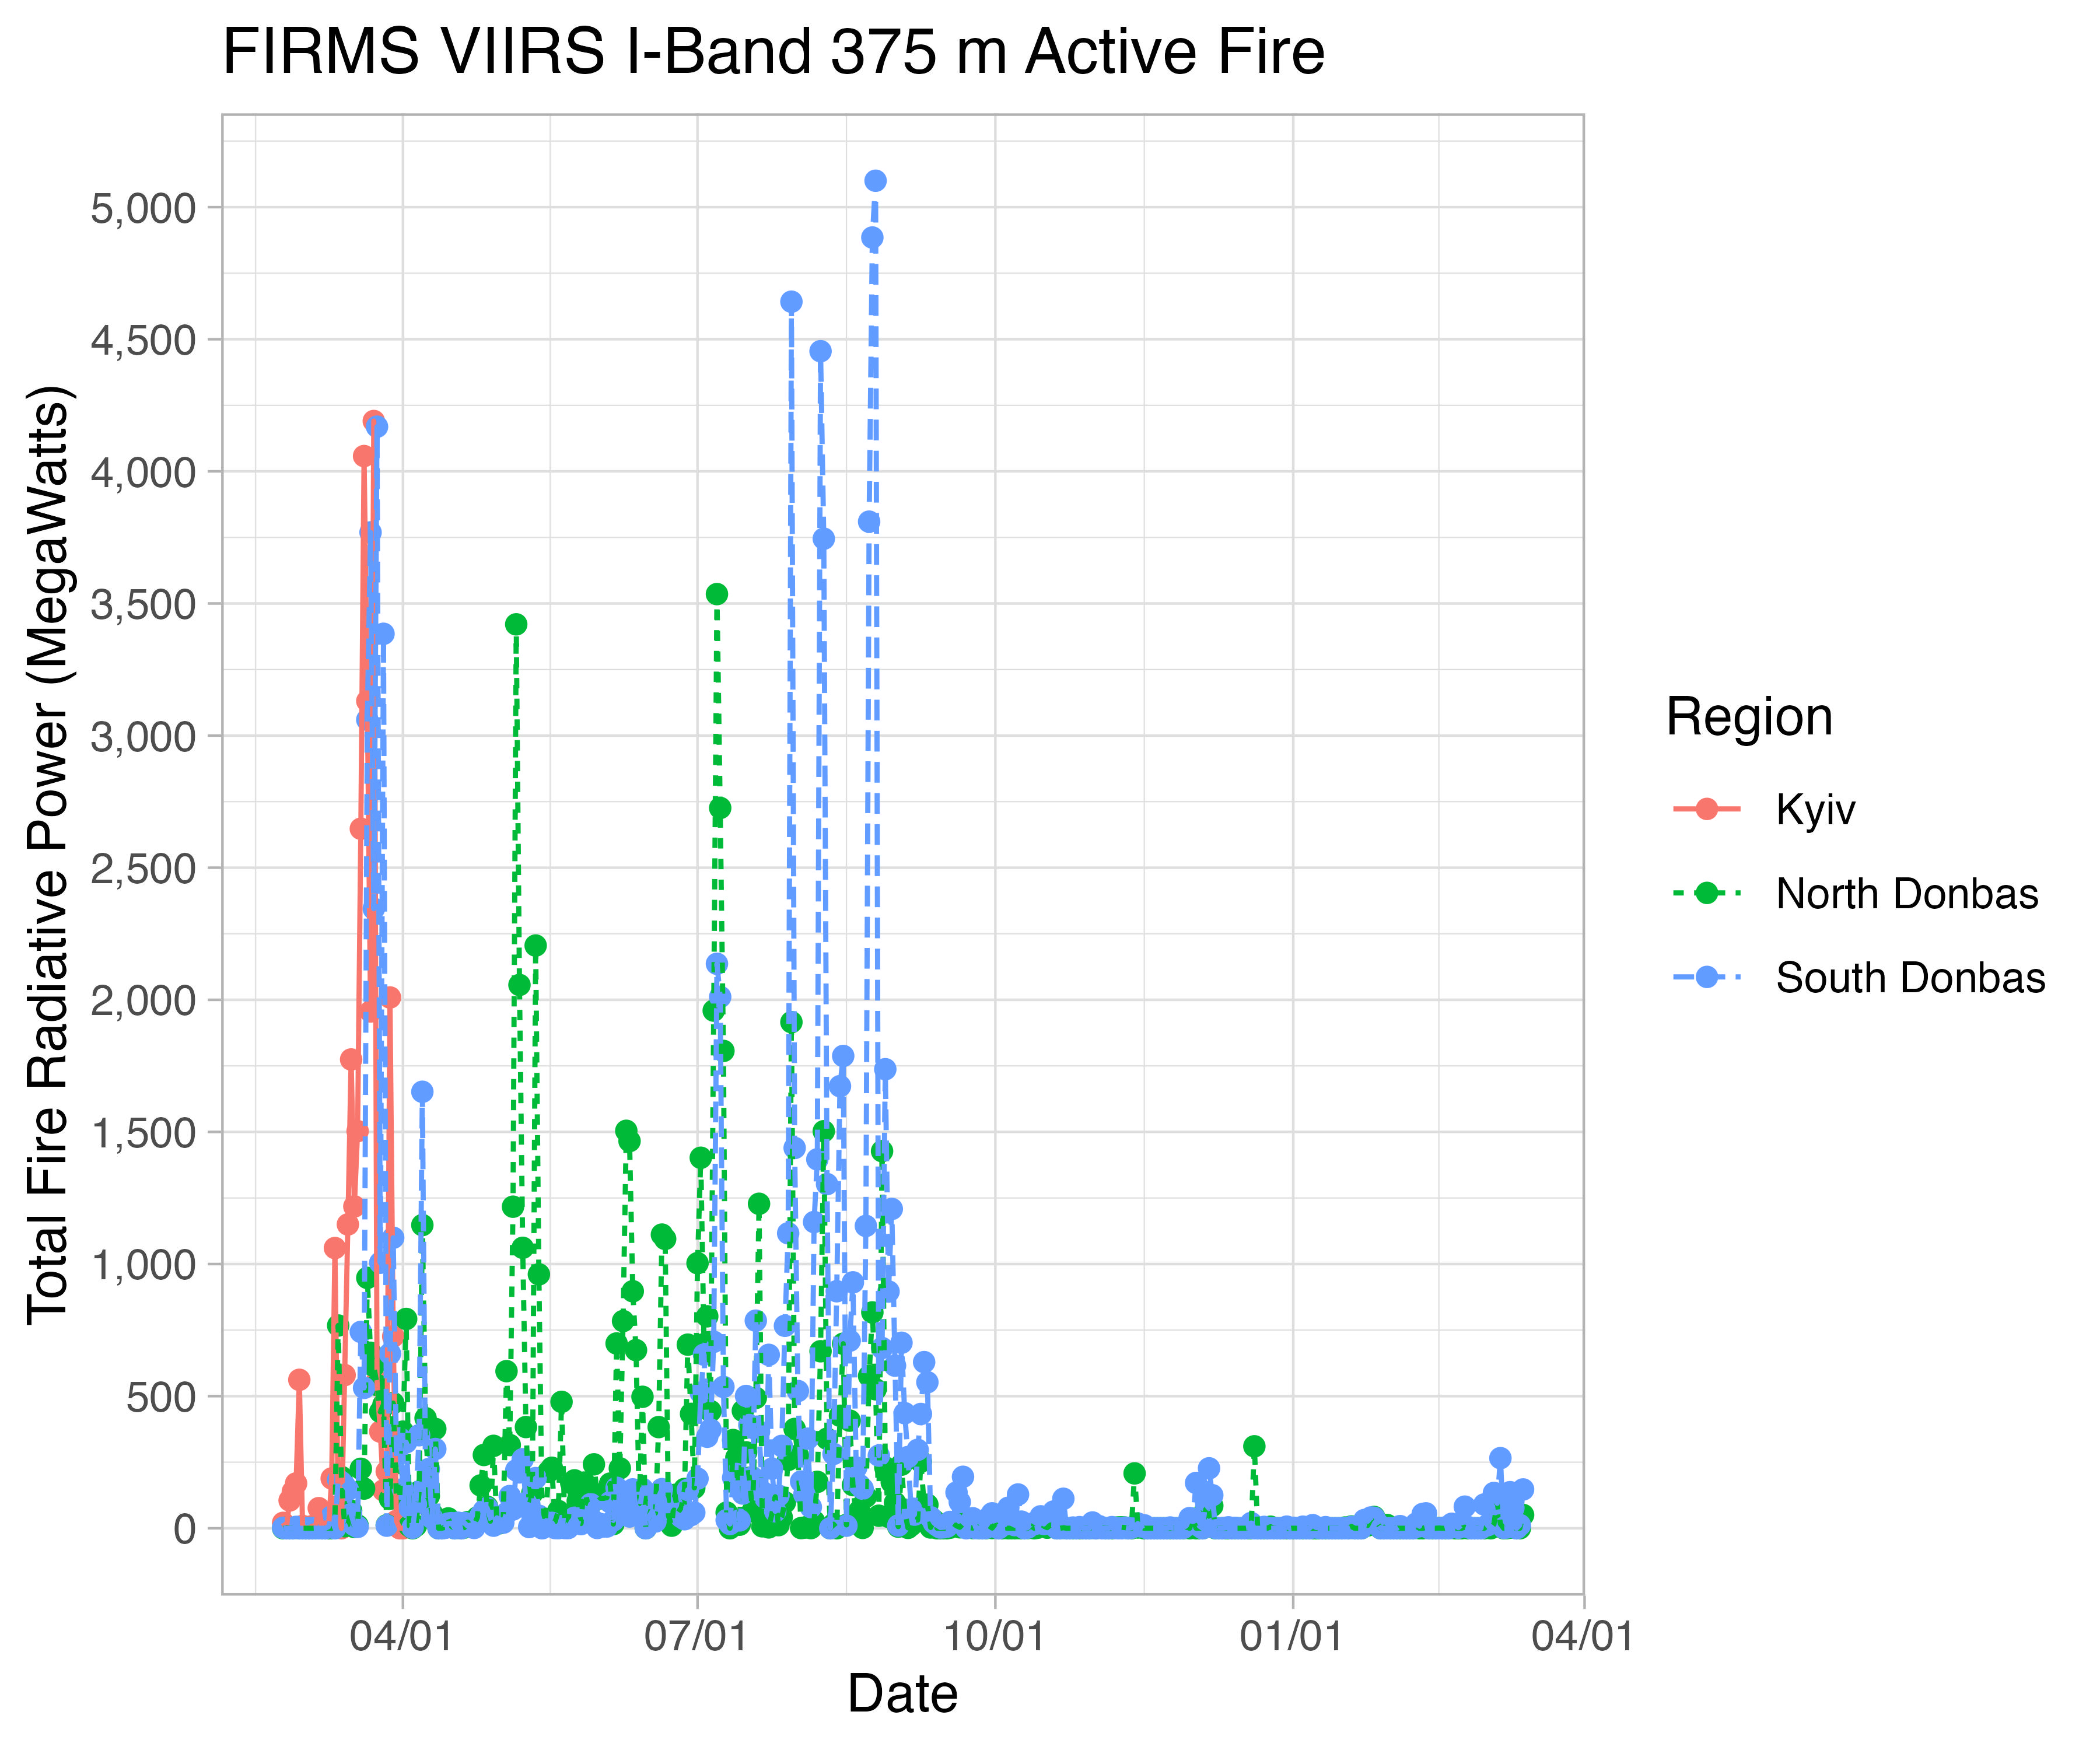 FIRMS VIIRS I-Band 375 m Active Fire
Total Fire Radiative Power (MegaWatts)
5,000
4,500
4,000
3,500
3,000
2,500
2,000
1,500
1,000
500
0
04/01 07/01 10/01 01/01 04/01
Date
Region
Kyiv
North Donbas
South Donbas